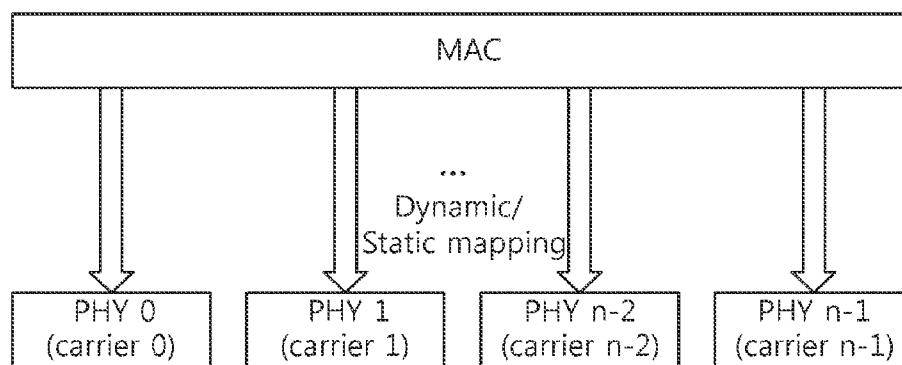 MAC
...
Dynamic/
Static mapping
PHY 0
(carrier 0)
PHY 1
(carrier 1)
PHY n-2
(carrier n-2)
PHY n-1
(carrier n-1)